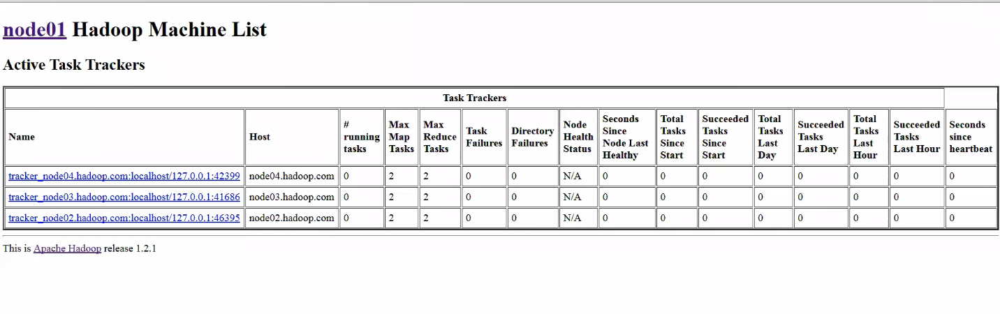 node01 Hadoop Machine List
Active Task Trackers
Task Trackers
Name Host # running tasks Max Map Tasks Max Reduce Tasks Task Failures Directory Failures Node Health Status Seconds Since Node Last Healthy Total Tasks Since Start Succeeded Tasks Since Start Total Tasks Last Day Succeeded Tasks Last Day Total Tasks Last Hour Succeeded Tasks Last Hour Seconds since heartbeat
tracker_node04.hadoop.com:localhost/127.0.0.1:42399 node04.hadoop.com 0 2 2 0 0 N/A 0 0 0 0 0 0 0 0
tracker_node03.hadoop.com:localhost/127.0.0.1:41686 node03.hadoop.com 0 2 2 0 0 N/A 0 0 0 0 0 0 0 0
tracker_node02.hadoop.com:localhost/127.0.0.1:46395 node02.hadoop.com 0 2 2 0 0 N/A 0 0 0 0 0 0 0 0
This is Apache Hadoop release 1.2.1